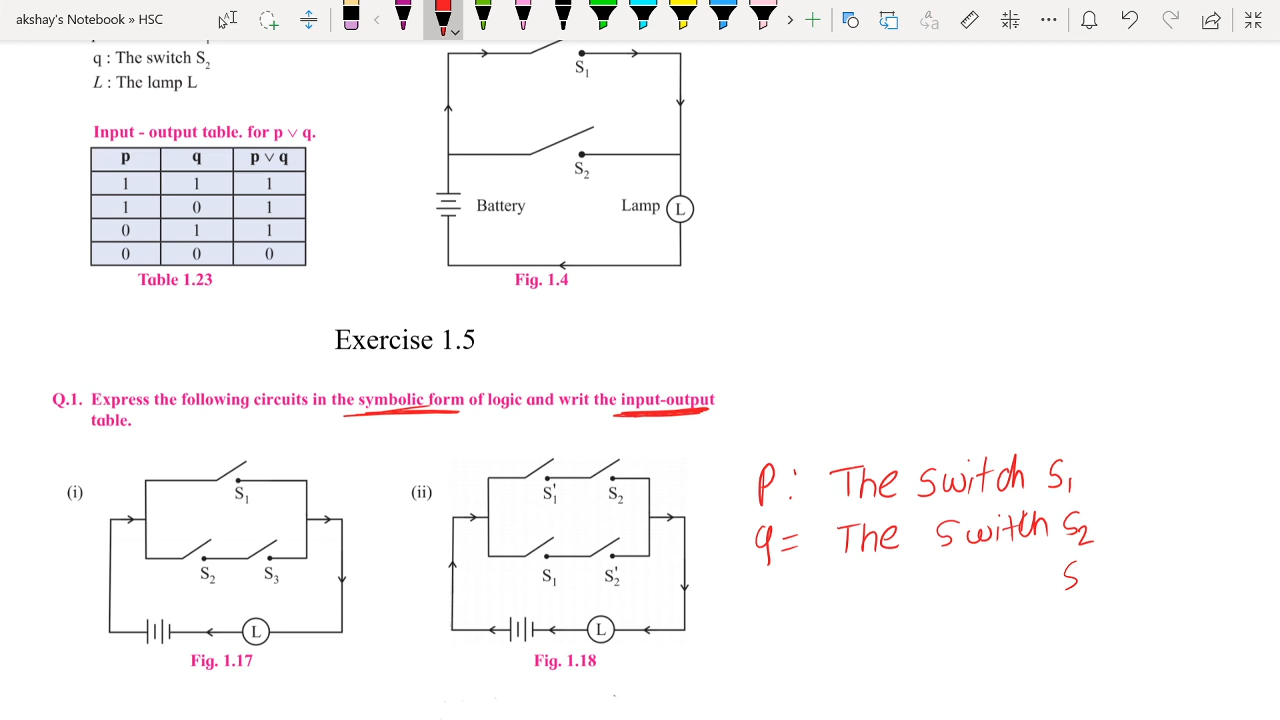 akshay's Notebook » HSC
q : The switch S2
L : The lamp L
Input - output table. for p ∨ q.
p q p ∨ q
1 1 1
1 0 1
0 1 1
0 0 0
Table 1.23
S1
S2
Battery Lamp L
Fig. 1.4
Exercise 1.5
Q.1. Express the following circuits in the symbolic form of logic and writ the input-output
table.
(i)
S1
S2 S3
L
Fig. 1.17
(ii)
S1' S2
S1 S2'
L
Fig. 1.18
p : The switch S1
q = The switch S2
S